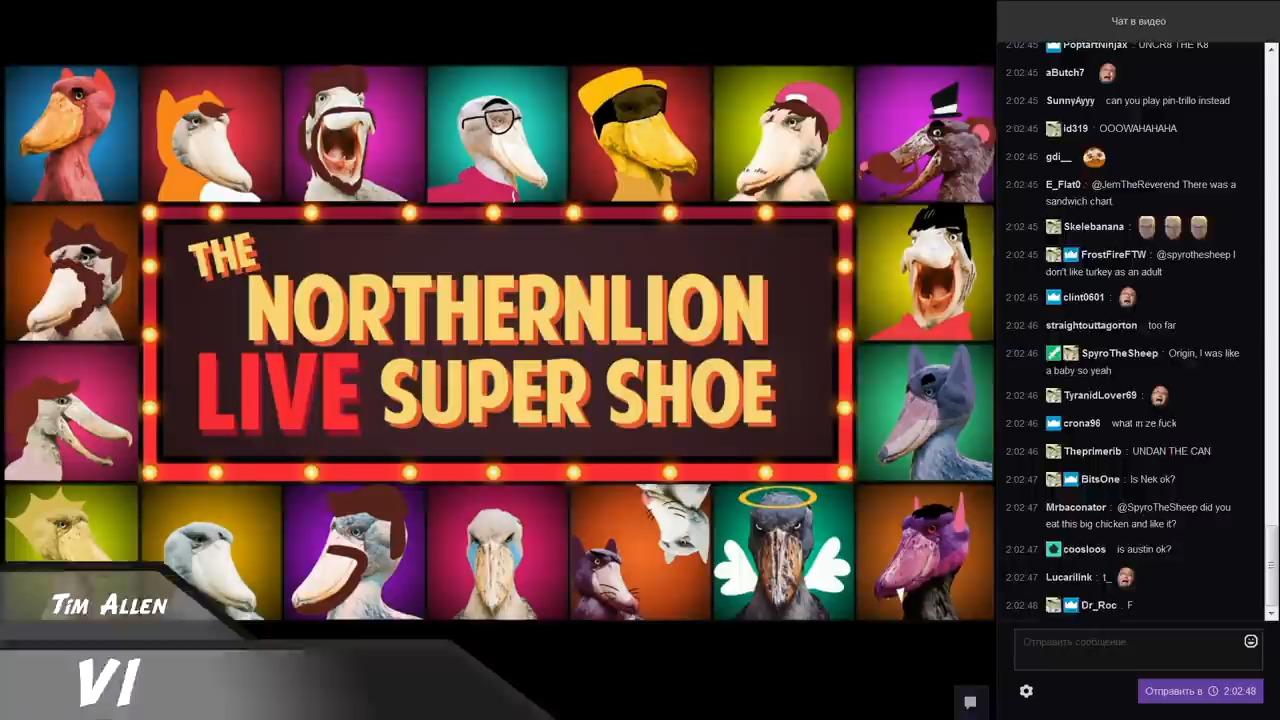 THE
NORTHERNLION
LIVE SUPER SHOE
TIM ALLEN
VI
Чат в видео
2:02:45 PoptartNinjax : UNCR8 THE K8
2:02:45 aButch7
2:02:45 SunnyAyyy can you play pin-trillo instead
2:02:45 id319 : OOOWAHAHAHA
2:02:45 gdi__
2:02:45 E_Flat0 : @JemTheReverend There was a
sandwich chart
2:02:45 Skelebanana :
2:02:45 FrostFireFTW : @spyrothesheep I
don't like turkey as an adult
2:02:45 clint0601 :
2:02:46 straightouttagorton too far
2:02:46 SpyroTheSheep : Origin, I was like
a baby so yeah
2:02:46 TyranidLover69 :
2:02:46 crona96 what in ze fuck
2:02:46 Theprimerib : UNDAN THE CAN
2:02:47 BitsOne : Is Nek ok?
2:02:47 Mrbaconator : @SpyroTheSheep did you
eat this big chicken and like it?
2:02:47 coosloos is austin ok?
2:02:47 Lucarilink : t_
2:02:48 Dr_Roc : F
Отправить сообщение
Отправить в 2:02:48